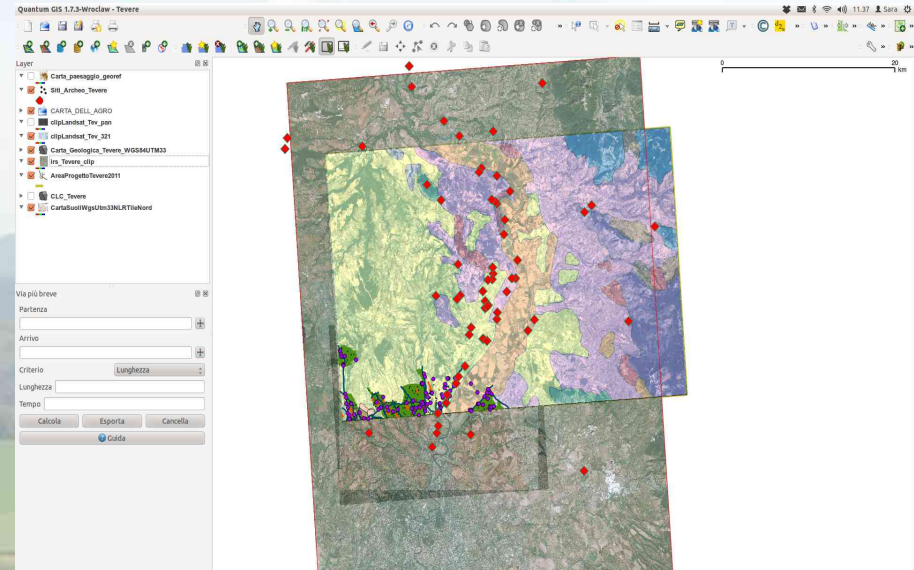 Quantum GIS 1.7.3-Wroclaw - Tevere
11.37 Sara
Layer
Carta_paesaggio_georef
Siti_Archeo_Tevere
CARTA_DELL_AGRO
clipLandsat_Tev_pan
clipLandsat_Tev_321
Carta_Geologica_Tevere_WGS84UTM33
irs_Tevere_clip
AreaProgettoTevere2011
CLC_Tevere
CartaSuoliWgsUtm33NLRTileNord
0 20
km
Via più breve
Partenza
Arrivo
Criterio Lunghezza
Lunghezza
Tempo
Calcola Esporta Cancella
Guida